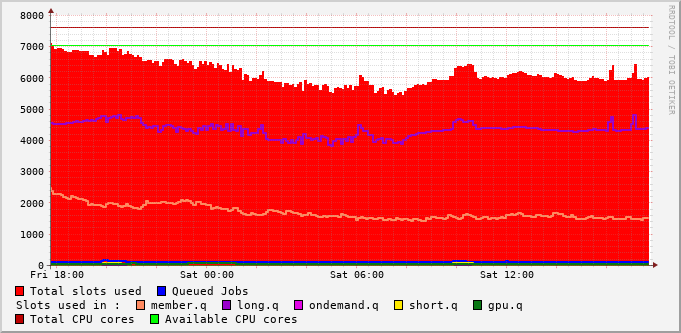 8000
7000
6000
5000
4000
3000
2000
1000
0
Fri 18:00 Sat 00:00 Sat 06:00 Sat 12:00
Total slots used Queued Jobs
Slots used in : member.q long.q ondemand.q short.q gpu.q
Total CPU cores Available CPU cores
RRDTOOL / TOBI OETIKER